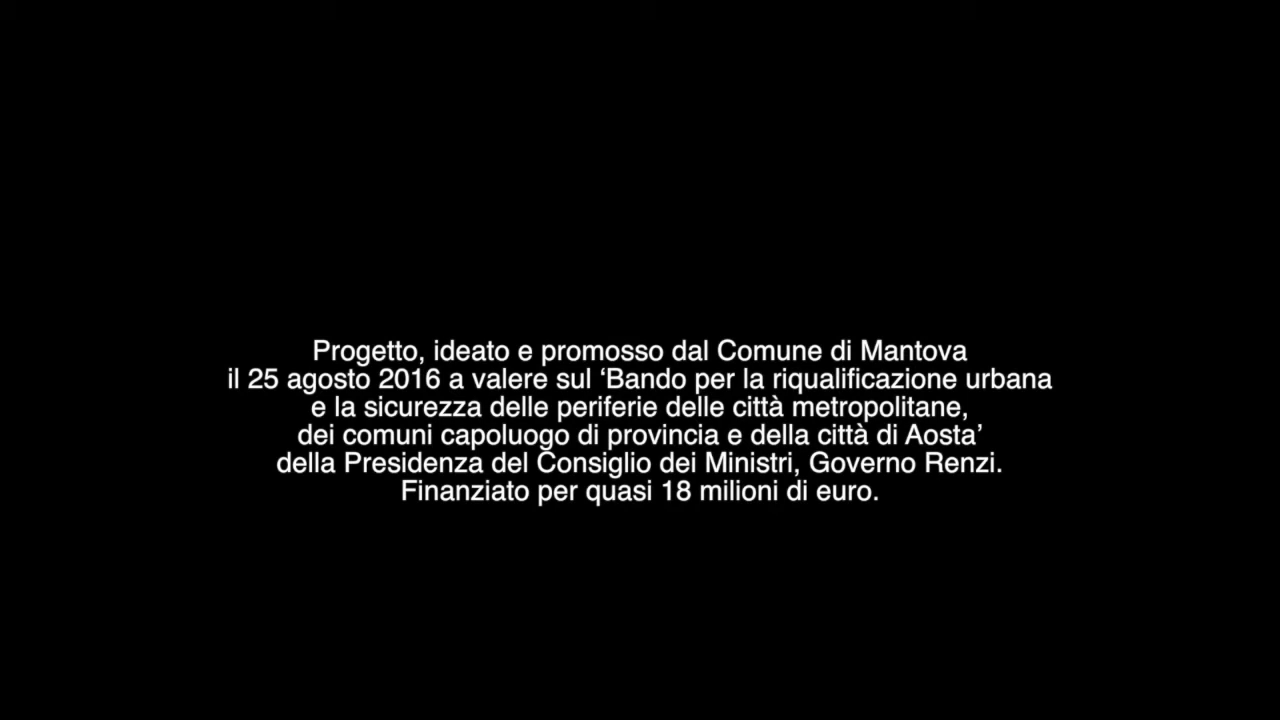 Progetto, ideato e promosso dal Comune di Mantova
il 25 agosto 2016 a valere sul ‘Bando per la riqualificazione urbana
e la sicurezza delle periferie delle città metropolitane,
dei comuni capoluogo di provincia e della città di Aosta’
della Presidenza del Consiglio dei Ministri, Governo Renzi.
Finanziato per quasi 18 milioni di euro.